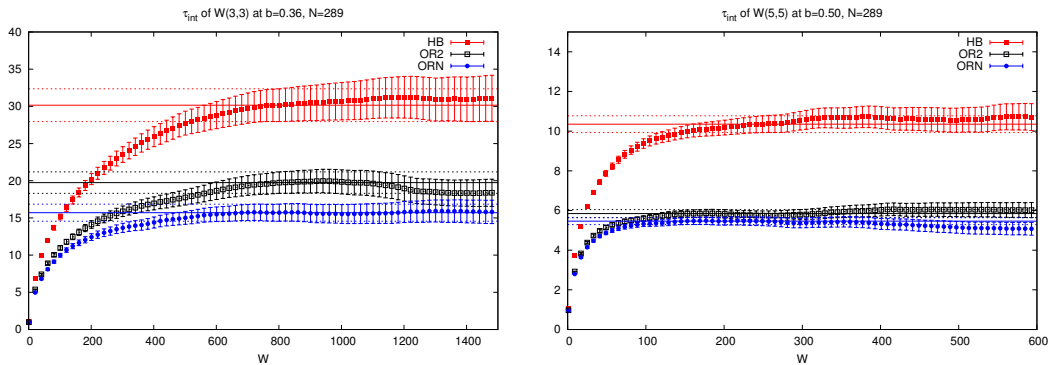 τint of W(3,3) at b=0.36, N=289
40
35
30
25
20
15
10
5
0
0 200 400 600 800 1000 1200 1400
W
HB
OR2
ORN
τint of W(5,5) at b=0.50, N=289
14
12
10
8
6
4
2
0
0 100 200 300 400 500 600
W
HB
OR2
ORN